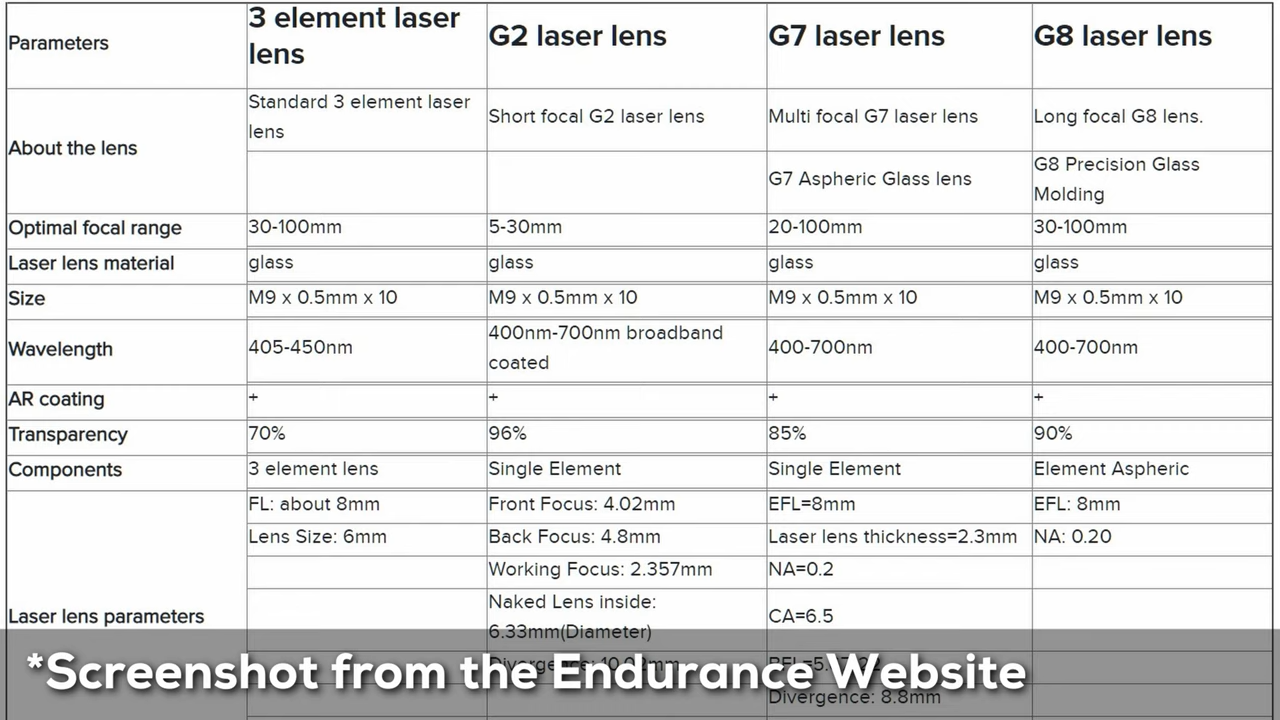 Parameters
3 element laser lens
G2 laser lens
G7 laser lens
G8 laser lens
About the lens
Standard 3 element laser lens
Short focal G2 laser lens
Multi focal G7 laser lens
Long focal G8 lens.
G7 Aspheric Glass lens
G8 Precision Glass Molding
Optimal focal range
30-100mm
5-30mm
20-100mm
30-100mm
Laser lens material
glass
glass
glass
glass
Size
M9 x 0.5mm x 10
M9 x 0.5mm x 10
M9 x 0.5mm x 10
M9 x 0.5mm x 10
Wavelength
405-450nm
400nm-700nm broadband coated
400-700nm
400-700nm
AR coating
+
+
+
+
Transparency
70%
96%
85%
90%
Components
3 element lens
Single Element
Single Element
Element Aspheric
Laser lens parameters
FL: about 8mm
Front Focus: 4.02mm
EFL=8mm
EFL: 8mm
Lens Size: 6mm
Back Focus: 4.8mm
Laser lens thickness=2.3mm
NA: 0.20
Working Focus: 2.357mm
NA=0.2
Naked Lens inside: 6.33mm(Diameter)
CA=6.5
Divergence:
Divergence: 8.8mm
*Screenshot from the Endurance Website